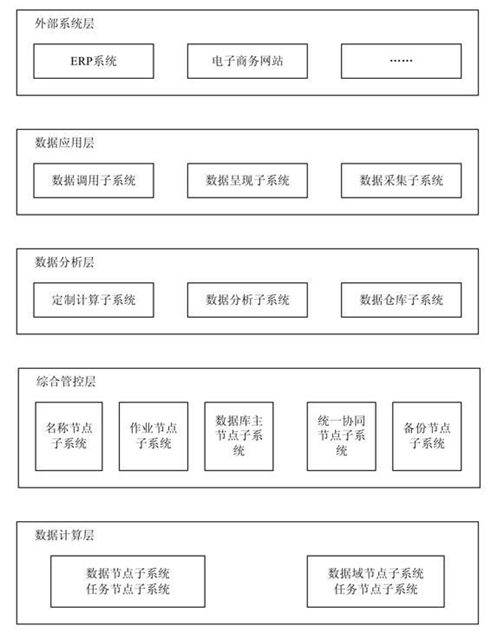 外部系统层
ERP系统
电子商务网站
……
数据应用层
数据调用子系统
数据呈现子系统
数据采集子系统
数据分析层
定制计算子系统
数据分析子系统
数据仓库子系统
综合管控层
名称节点
子系统
作业节点
子系统
数据库主
节点子系
统
统一协同
节点子系
统
备份节点
子系统
数据计算层
数据节点子系统
任务节点子系统
数据域节点子系统
任务节点子系统